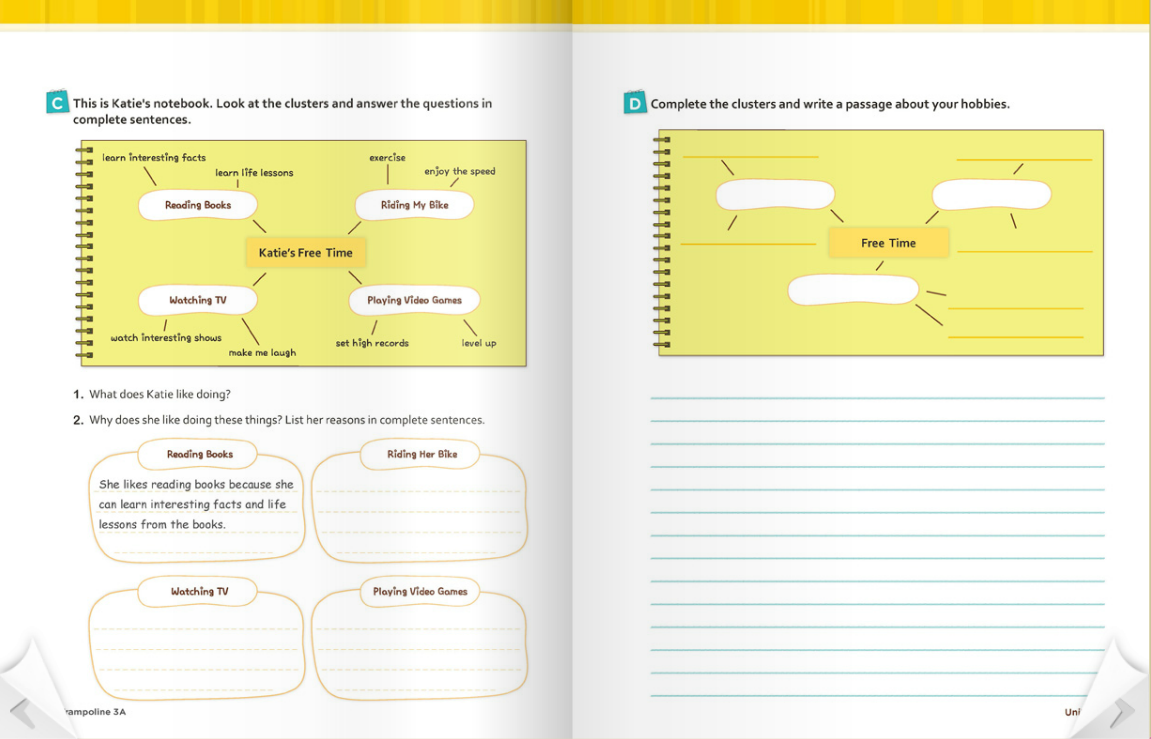 C This is Katie's notebook. Look at the clusters and answer the questions in
complete sentences.
learn interesting facts
learn life lessons
exercise
enjoy the speed
Reading Books
Riding My Bike
Katie's Free Time
Watching TV
Playing Video Games
watch interesting shows
make me laugh
set high records
level up
1. What does Katie like doing?
2. Why does she like doing these things? List her reasons in complete sentences.
Reading Books
Riding Her Bike
She likes reading books because she
can learn interesting facts and life
lessons from the books.
Watching TV
Playing Video Games
rampoline 3A
D Complete the clusters and write a passage about your hobbies.
Free Time
Uni